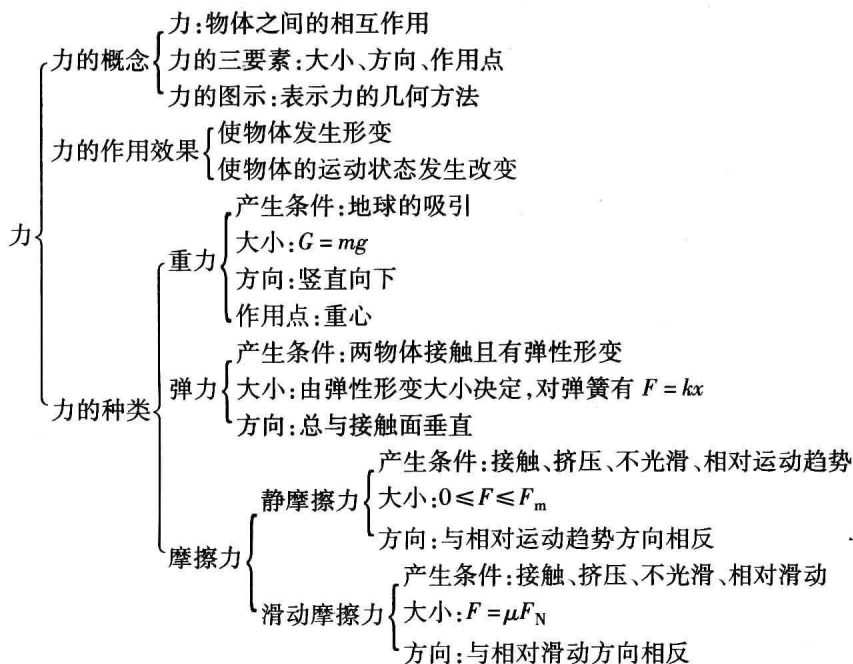 力
力的概念
力:物体之间的相互作用
力的三要素:大小、方向、作用点
力的图示:表示力的几何方法
力的作用效果
使物体发生形变
使物体的运动状态发生改变
力的种类
重力
产生条件:地球的吸引
大小:G=mg
方向:竖直向下
作用点:重心
弹力
产生条件:两物体接触且有弹性形变
大小:由弹性形变大小决定,对弹簧有 F=kx
方向:总与接触面垂直
摩擦力
静摩擦力
产生条件:接触、挤压、不光滑、相对运动趋势
大小:0≤F≤Fm
方向:与相对运动趋势方向相反
滑动摩擦力
产生条件:接触、挤压、不光滑、相对滑动
大小:F=μFN
方向:与相对滑动方向相反